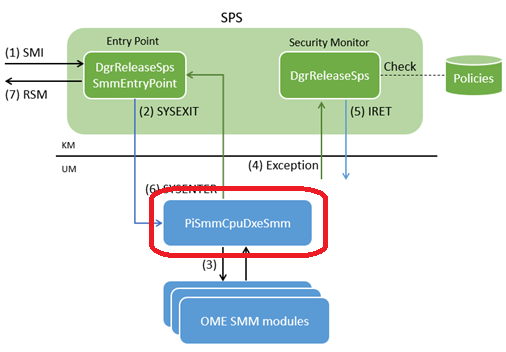 SPS
Entry Point
Security Monitor
(1) SMI
DgrReleaseSps
SmmEntryPoint
DgrReleaseSps
Check
Policies
(7) RSM
(2) SYSEXIT
(5) IRET
KM
UM
(4) Exception
(6) SYSENTER
PiSmmCpuDxeSmm
(3)
OME SMM modules